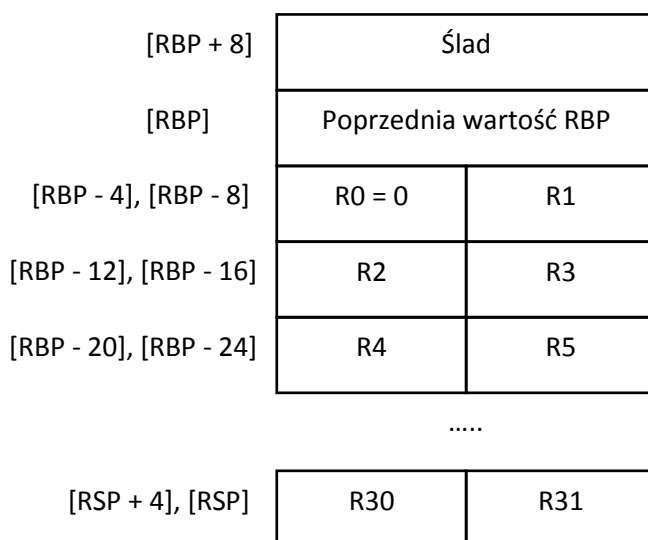 [RBP + 8] Ślad
[RBP] Poprzednia wartość RBP
[RBP - 4], [RBP - 8] R0 = 0 R1
[RBP - 12], [RBP - 16] R2 R3
[RBP - 20], [RBP - 24] R4 R5
.....
[RSP + 4], [RSP] R30 R31